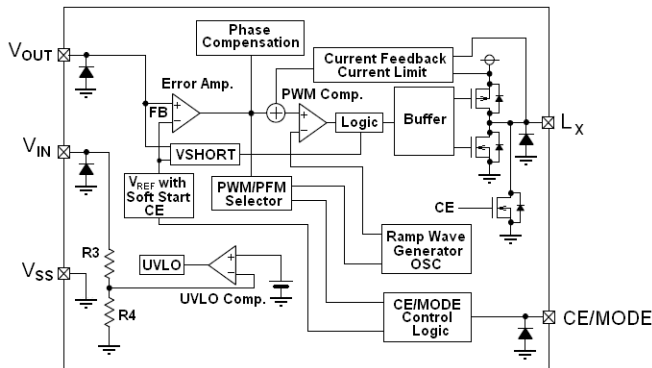 Phase
Compensation
VOUT
Error Amp.
Current Feedback
Current Limit
FB
+
−
+
PWM Comp.
+
−
Logic
Buffer
LX
VIN
VSHORT
VREF with
Soft Start
CE
PWM/PFM
Selector
CE
R3
Ramp Wave
Generator
OSC
UVLO
+
−
VSS
UVLO Comp.
R4
CE/MODE
Control
Logic
CE/MODE